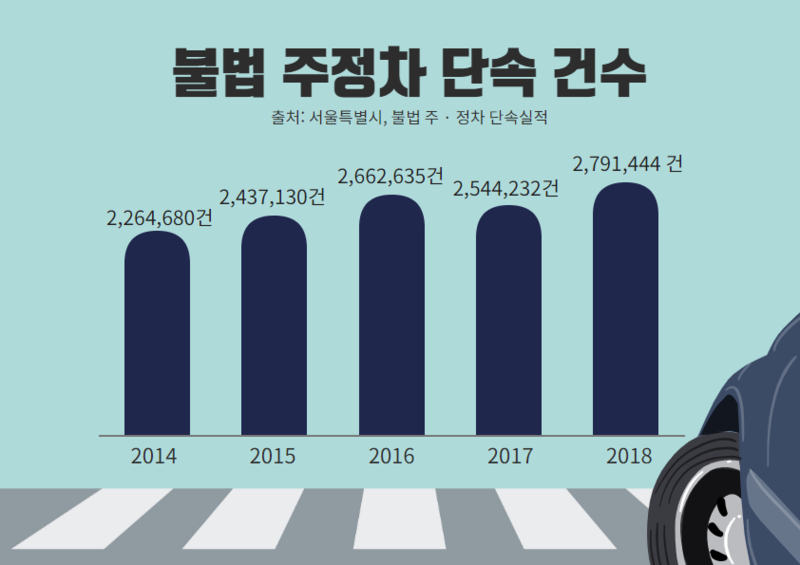 불법 주정차 단속 건수
출처: 서울특별시, 불법 주 · 정차 단속실적
2,264,680건
2,437,130건
2,662,635건
2,544,232건
2,791,444 건
2014 2015 2016 2017 2018